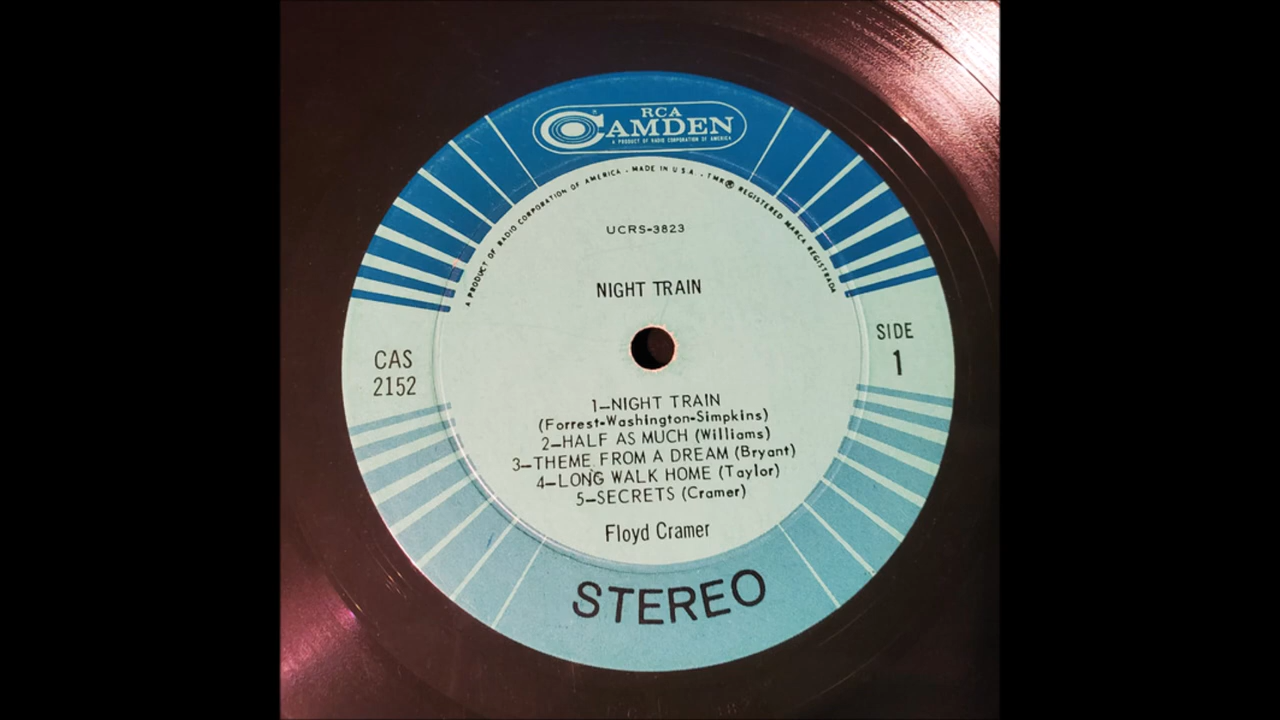 RCA
CAMDEN
A PRODUCT OF RADIO CORPORATION OF AMERICA
A PRODUCT OF RADIO CORPORATION OF AMERICA - MADE IN U.S.A. - TMK® REGISTERED MARCA REGISTRADA
UCRS-3823
NIGHT TRAIN
CAS
2152
SIDE
1
1—NIGHT TRAIN
(Forrest-Washington-Simpkins)
2—HALF AS MUCH (Williams)
3—THEME FROM A DREAM (Bryant)
4—LONG WALK HOME (Taylor)
5—SECRETS (Cramer)
Floyd Cramer
STEREO